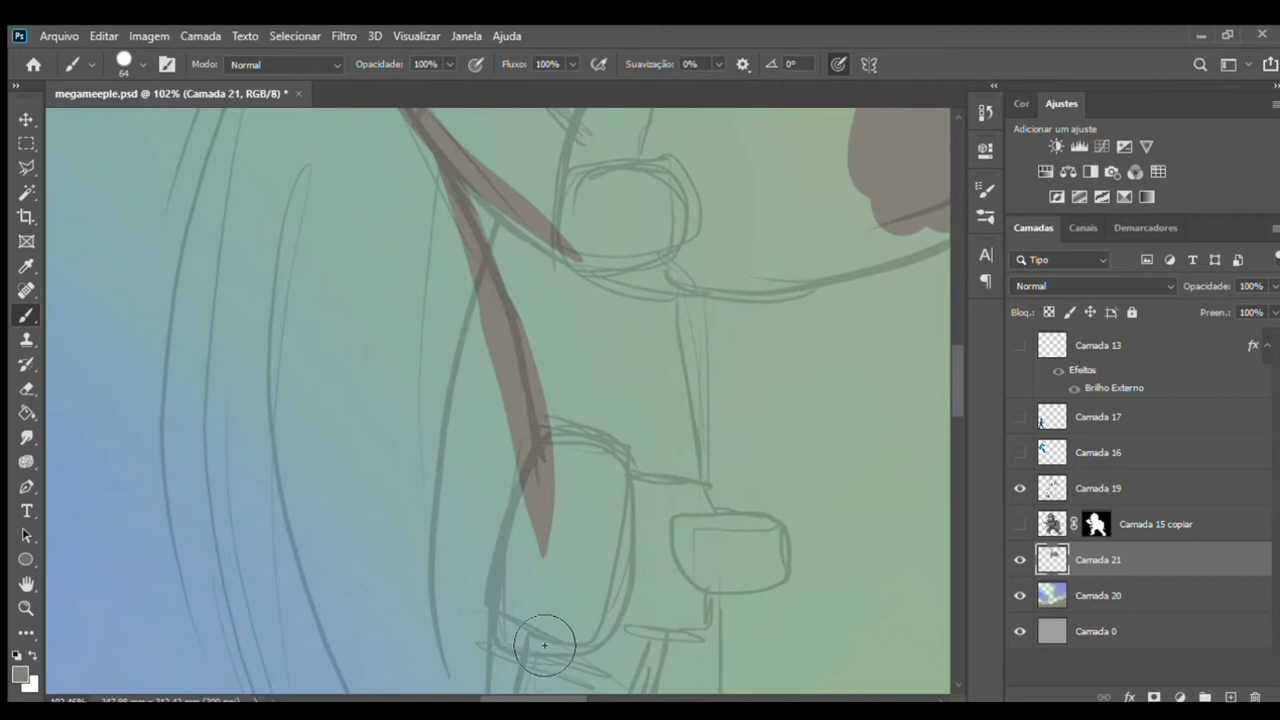 Ps Arquivo Editar Imagem Camada Texto Selecionar Filtro 3D Visualizar Janela Ajuda
64 Modo: Normal Opacidade: 100% Fluxo: 100% Suavização: 0% 0°
megameeple.psd @ 102% (Camada 21, RGB/8) *
Cor Ajustes
Adicionar um ajuste
Camadas Canais Demarcadores
Tipo
Normal Opacidade: 100%
Bloq.: Preen.: 100%
Camada 13 fx
Efeitos
Brilho Externo
Camada 17
Camada 16
Camada 19
Camada 15 copiar
Camada 21
Camada 20
Camada 0